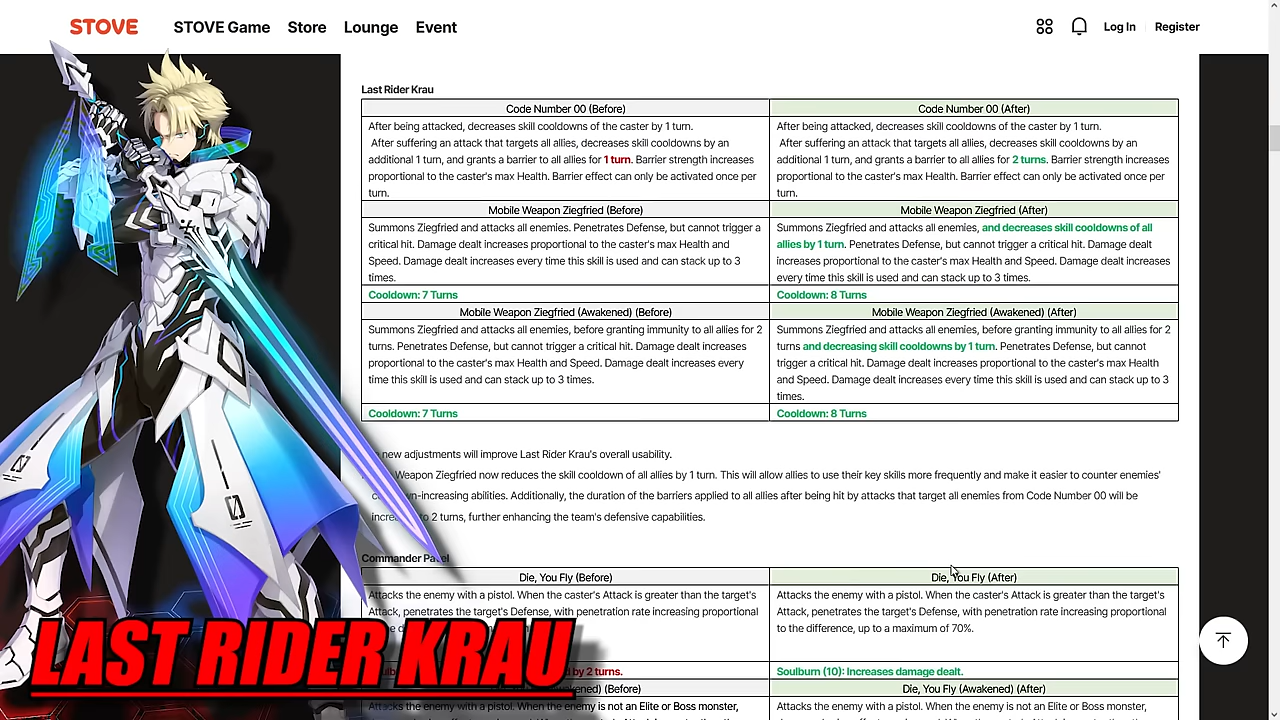 STOVE
STOVE Game Store Lounge Event
Log In Register
Last Rider Krau
Code Number 00 (Before)
Code Number 00 (After)
After being attacked, decreases skill cooldowns of the caster by 1 turn.
After suffering an attack that targets all allies, decreases skill cooldowns by an
additional 1 turn, and grants a barrier to all allies for 1 turn. Barrier strength increases
proportional to the caster's max Health. Barrier effect can only be activated once per
turn.
After being attacked, decreases skill cooldowns of the caster by 1 turn.
After suffering an attack that targets all allies, decreases skill cooldowns by an
additional 1 turn, and grants a barrier to all allies for 2 turns. Barrier strength increases
proportional to the caster's max Health. Barrier effect can only be activated once per
turn.
Mobile Weapon Ziegfried (Before)
Mobile Weapon Ziegfried (After)
Summons Ziegfried and attacks all enemies. Penetrates Defense, but cannot trigger a
critical hit. Damage dealt increases proportional to the caster's max Health and
Speed. Damage dealt increases every time this skill is used and can stack up to 3
times.
Summons Ziegfried and attacks all enemies, and decreases skill cooldowns of all
allies by 1 turn. Penetrates Defense, but cannot trigger a critical hit. Damage dealt
increases proportional to the caster's max Health and Speed. Damage dealt increases
every time this skill is used and can stack up to 3 times.
Cooldown: 7 Turns
Cooldown: 8 Turns
Mobile Weapon Ziegfried (Awakened) (Before)
Mobile Weapon Ziegfried (Awakened) (After)
Summons Ziegfried and attacks all enemies, before granting immunity to all allies for 2
turns. Penetrates Defense, but cannot trigger a critical hit. Damage dealt increases
proportional to the caster's max Health and Speed. Damage dealt increases every
time this skill is used and can stack up to 3 times.
Summons Ziegfried and attacks all enemies, before granting immunity to all allies for 2
turns and decreasing skill cooldowns by 1 turn. Penetrates Defense, but cannot
trigger a critical hit. Damage dealt increases proportional to the caster's max Health
and Speed. Damage dealt increases every time this skill is used and can stack up to 3
times.
Cooldown: 7 Turns
Cooldown: 8 Turns
new adjustments will improve Last Rider Krau's overall usability.
Weapon Ziegfried now reduces the skill cooldown of all allies by 1 turn. This will allow allies to use their key skills more frequently and make it easier to counter enemies'
-increasing abilities. Additionally, the duration of the barriers applied to all allies after being hit by attacks that target all enemies from Code Number 00 will be
to 2 turns, further enhancing the team's defensive capabilities.
Commander Pavel
Die, You Fly (Before)
Die, You Fly (After)
Attacks the enemy with a pistol. When the caster's Attack is greater than the target's
Attack, penetrates the target's Defense, with penetration rate increasing proportional
Attacks the enemy with a pistol. When the caster's Attack is greater than the target's
Attack, penetrates the target's Defense, with penetration rate increasing proportional
to the difference, up to a maximum of 70%.
by 2 turns.
Soulburn (10): Increases damage dealt.
(Before)
Die, You Fly (Awakened) (After)
Attacks the enemy with a pistol. When the enemy is not an Elite or Boss monster,
Attacks the enemy with a pistol. When the caster's Attack is greater than the target's
LAST RIDER KRAU